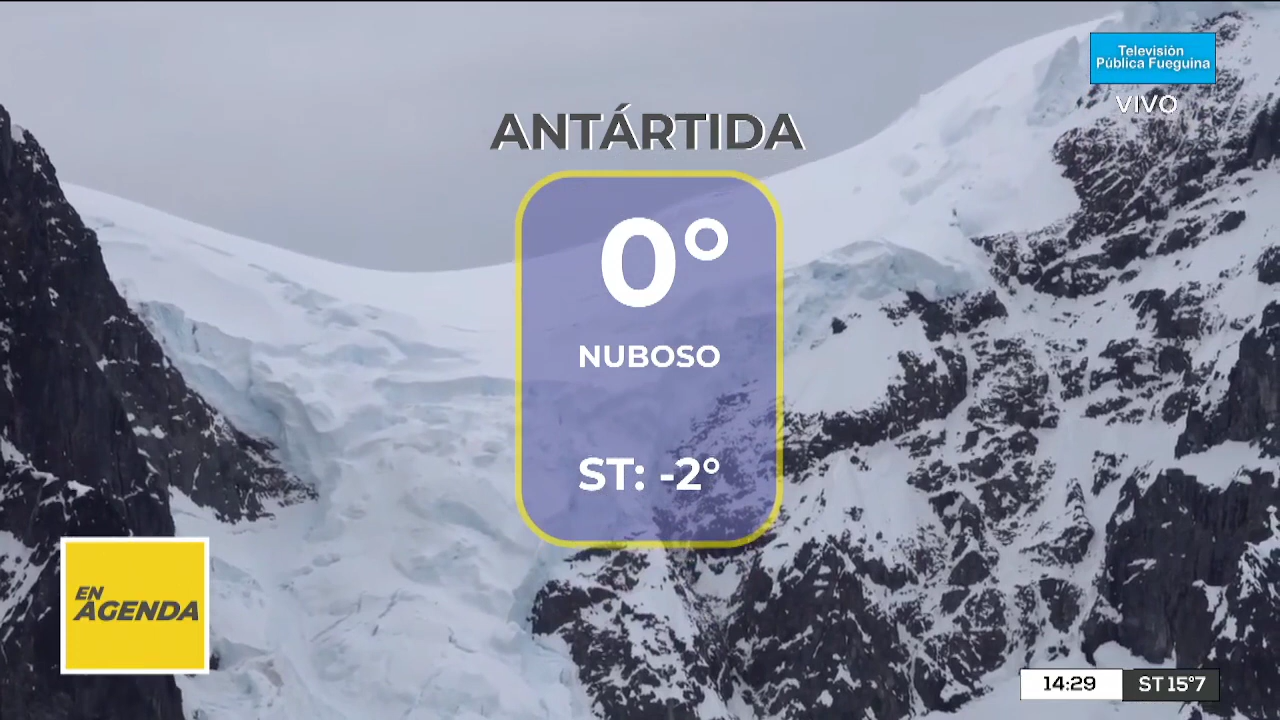 Televisión
Pública Fueguina
VIVO
ANTÁRTIDA
0°
NUBOSO
ST: -2°
EN
AGENDA
14:29
ST 15°7